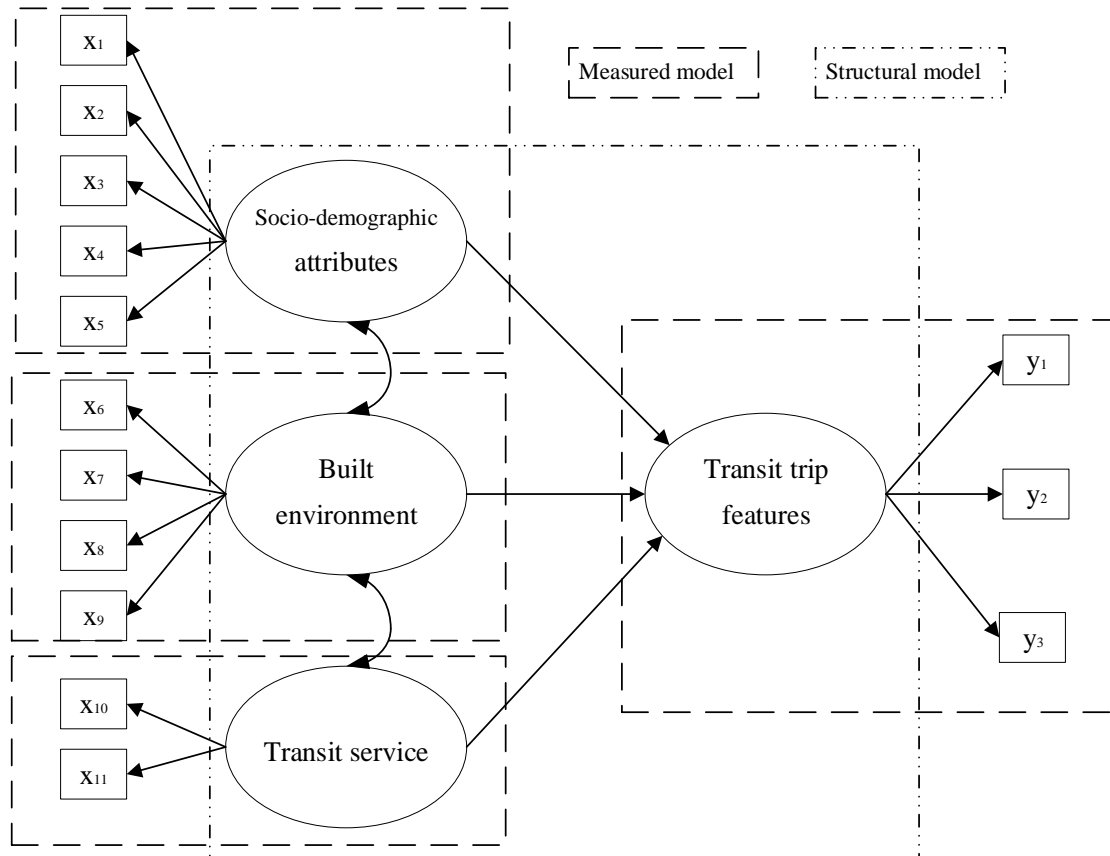 x1
x2
x3
x4
x5
Socio-demographic
attributes
Measured model
Structural model
x6
x7
x8
x9
Built
environment
Transit trip
features
y1
y2
y3
x10
x11
Transit service